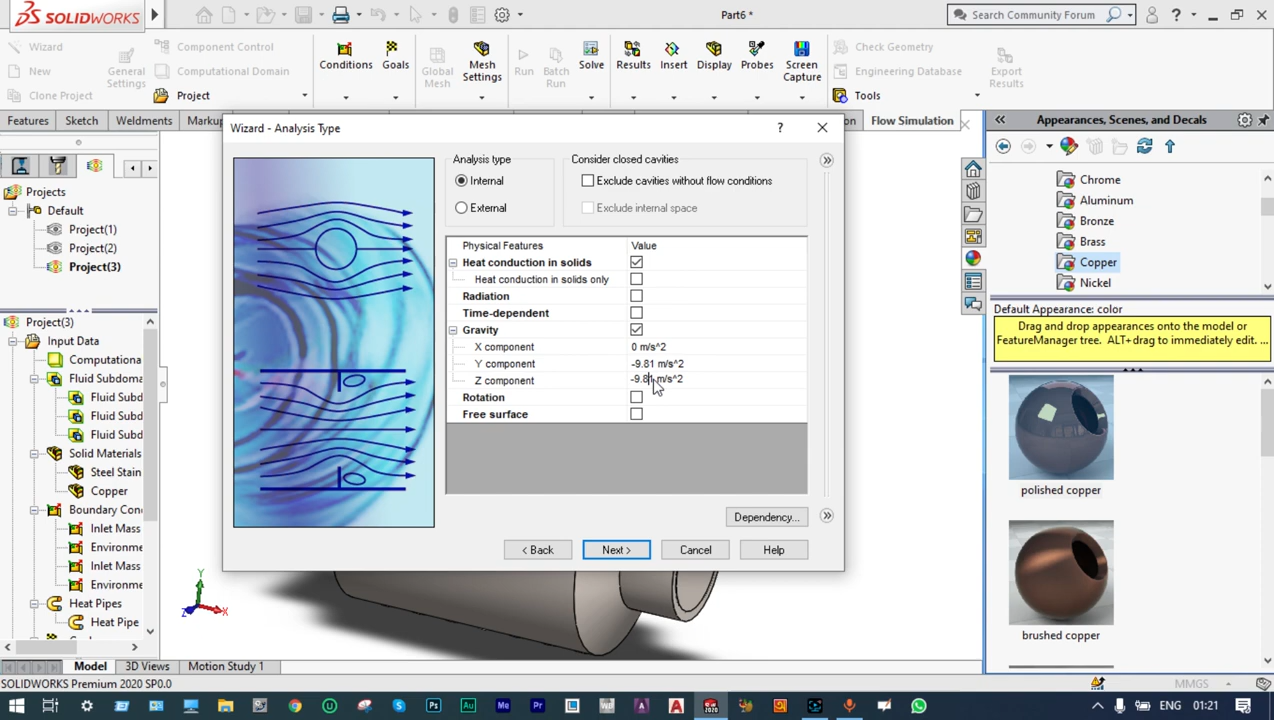 SOLIDWORKS
Part6 *
Search Community Forum
?
Wizard
New
Clone Project
General Settings
Component Control
Computational Domain
Project
Conditions
Goals
Global Mesh
Mesh Settings
Run
Batch Run
Solve
Results
Insert
Display
Probes
Screen Capture
Check Geometry
Engineering Database
Tools
Export Results
Features
Sketch
Weldments
Markup
Flow Simulation
Projects
Default
Project(1)
Project(2)
Project(3)
Project(3)
Input Data
Computationa
Fluid Subdoma
Fluid Subd
Fluid Subd
Fluid Subd
Solid Materials
Steel Stain
Copper
Boundary Con
Inlet Mass
Environme
Inlet Mass
Environme
Heat Pipes
Heat Pipe
Wizard - Analysis Type
?
Analysis type
Internal
External
Consider closed cavities
Exclude cavities without flow conditions
Exclude internal space
Physical Features Value
Heat conduction in solids
Heat conduction in solids only
Radiation
Time-dependent
Gravity
X component 0 m/s^2
Y component -9.81 m/s^2
Z component -9.81 m/s^2
Rotation
Free surface
Dependency...
< Back
Next >
Cancel
Help
Y
Z
X
Appearances, Scenes, and Decals
Chrome
Aluminum
Bronze
Brass
Copper
Nickel
Default Appearance: color
Drag and drop appearances onto the model or
FeatureManager tree. ALT+drag to immediately edit. ...
polished copper
brushed copper
Model
3D Views
Motion Study 1
SOLIDWORKS Premium 2020 SP0.0
MMGS
Ps
Au
Me
Pr
ENG
01:21